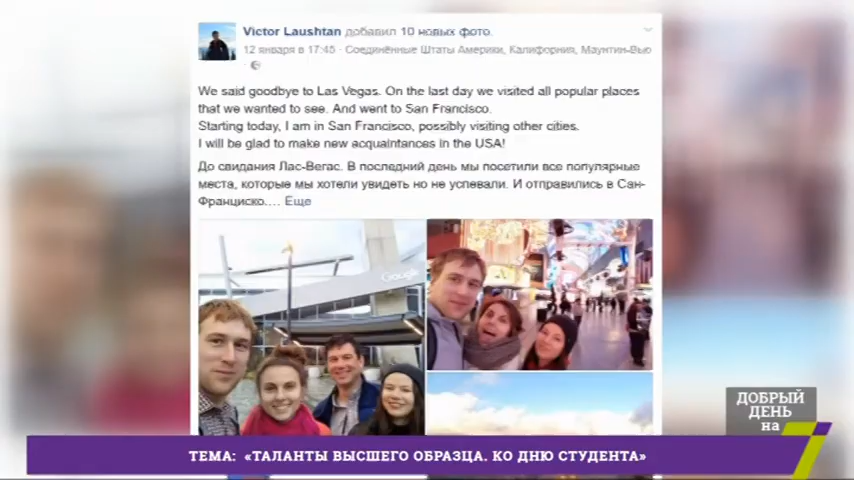 Victor Laushtan добавил 10 новых фото.
12 января в 17:45 · Соединённые Штаты Америки, Калифорния, Маунтин-Вью
We said goodbye to Las Vegas. On the last day we visited all popular places
that we wanted to see. And went to San Francisco.
Starting today, I am in San Francisco, possibly visiting other cities.
I will be glad to make new acquaintances in the USA!
До свидания Лас-Вегас. В последний день мы посетили все популярные
места, которые мы хотели увидеть но не успевали. И отправились в Сан-
Франциско.... Еще
Google
ДОБРЫЙ
ДЕНЬ
на 7
ТЕМА: «ТАЛАНТЫ ВЫСШЕГО ОБРАЗЦА. КО ДНЮ СТУДЕНТА»